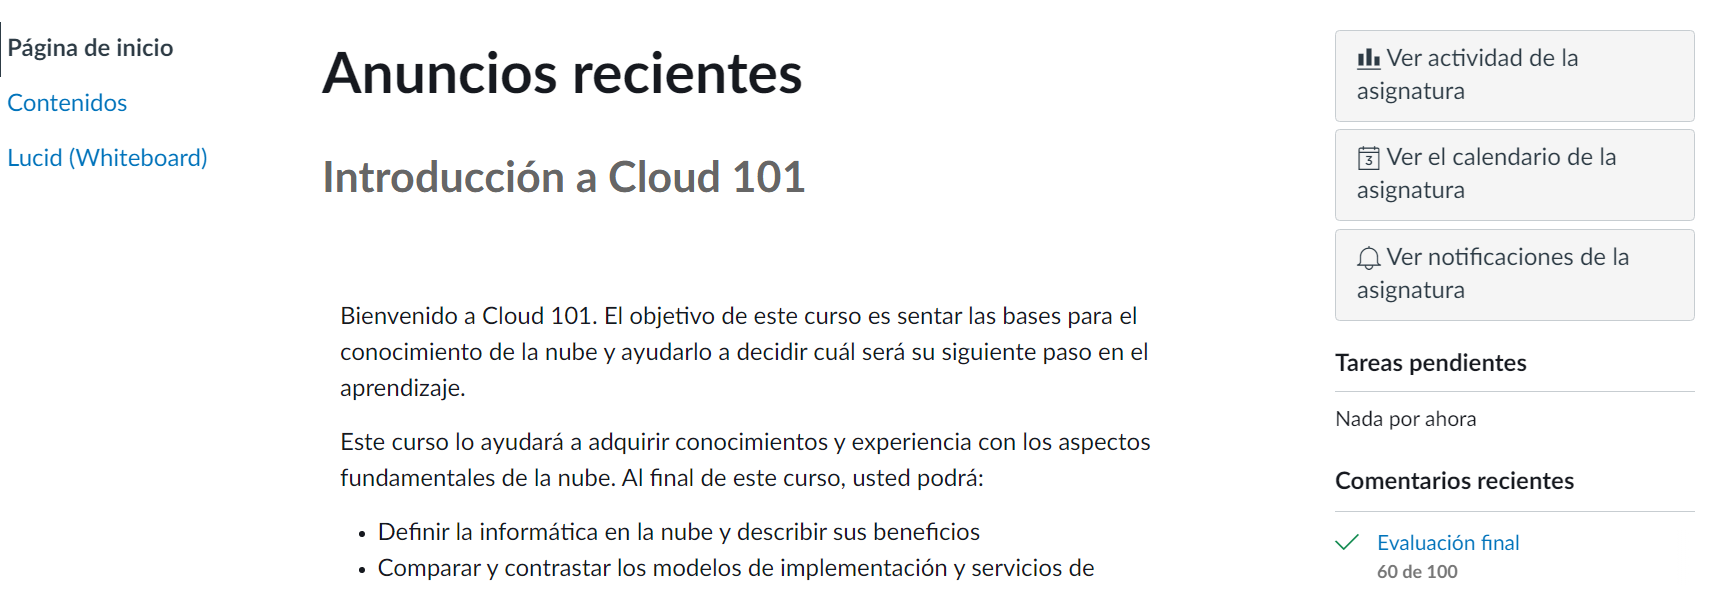 Página de inicio
Contenidos
Lucid (Whiteboard)
Anuncios recientes
Introducción a Cloud 101
Bienvenido a Cloud 101. El objetivo de este curso es sentar las bases para el
conocimiento de la nube y ayudarlo a decidir cuál será su siguiente paso en el
aprendizaje.
Este curso lo ayudará a adquirir conocimientos y experiencia con los aspectos
fundamentales de la nube. Al final de este curso, usted podrá:
• Definir la informática en la nube y describir sus beneficios
• Comparar y contrastar los modelos de implementación y servicios de
Ver actividad de la
asignatura
3 Ver el calendario de la
asignatura
Ver notificaciones de la
asignatura
Tareas pendientes
Nada por ahora
Comentarios recientes
Evaluación final
60 de 100